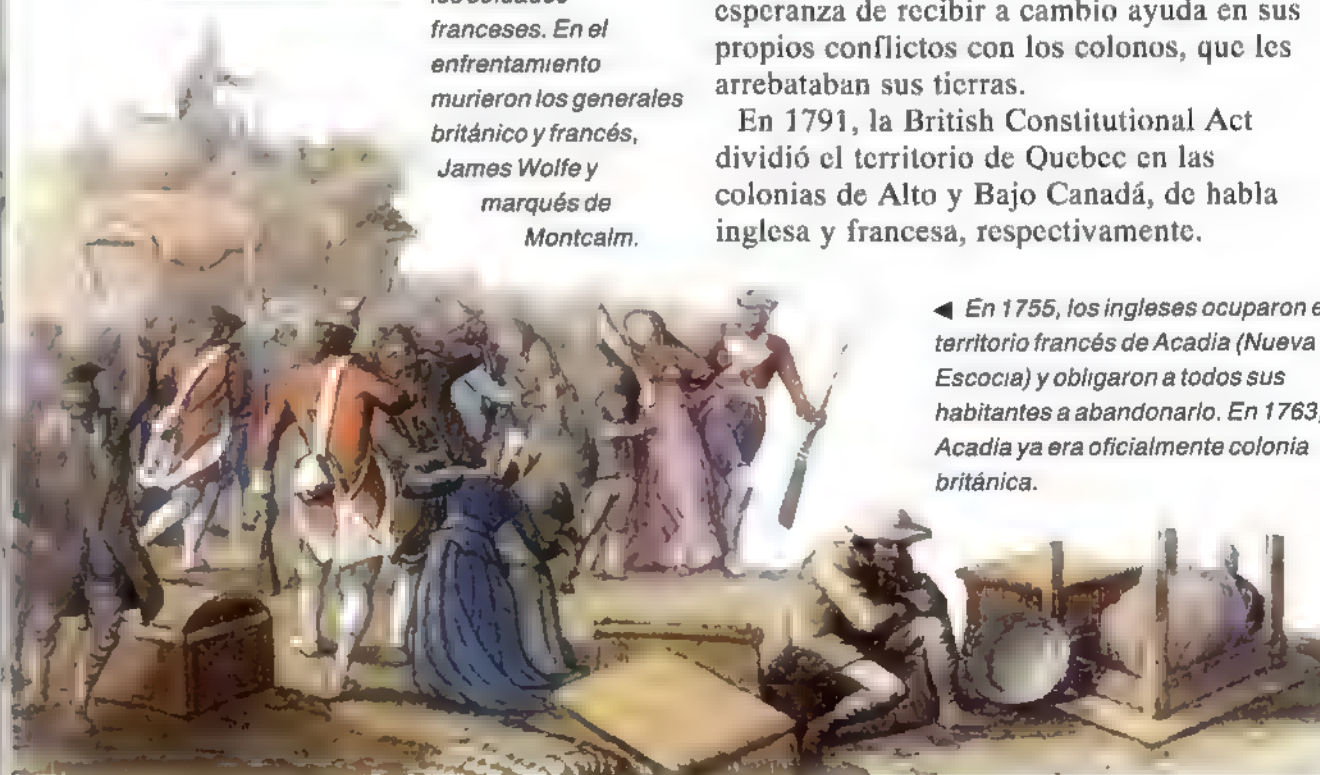 franceses. En el
enfrentamiento
murieron los generales
británico y francés,
James Wolfe y
marqués de
Montcalm.
esperanza de recibir a cambio ayuda en sus
propios conflictos con los colonos, que les
arrebataban sus tierras.
En 1791, la British Constitutional Act
dividió el territorio de Quebec en las
colonias de Alto y Bajo Canadá, de habla
inglesa y francesa, respectivamente.
◄ En 1755, los ingleses ocuparon e
territorio francés de Acadia (Nueva
Escocia) y obligaron a todos sus
habitantes a abandonarlo. En 1763,
Acadia ya era oficialmente colonia
británica.